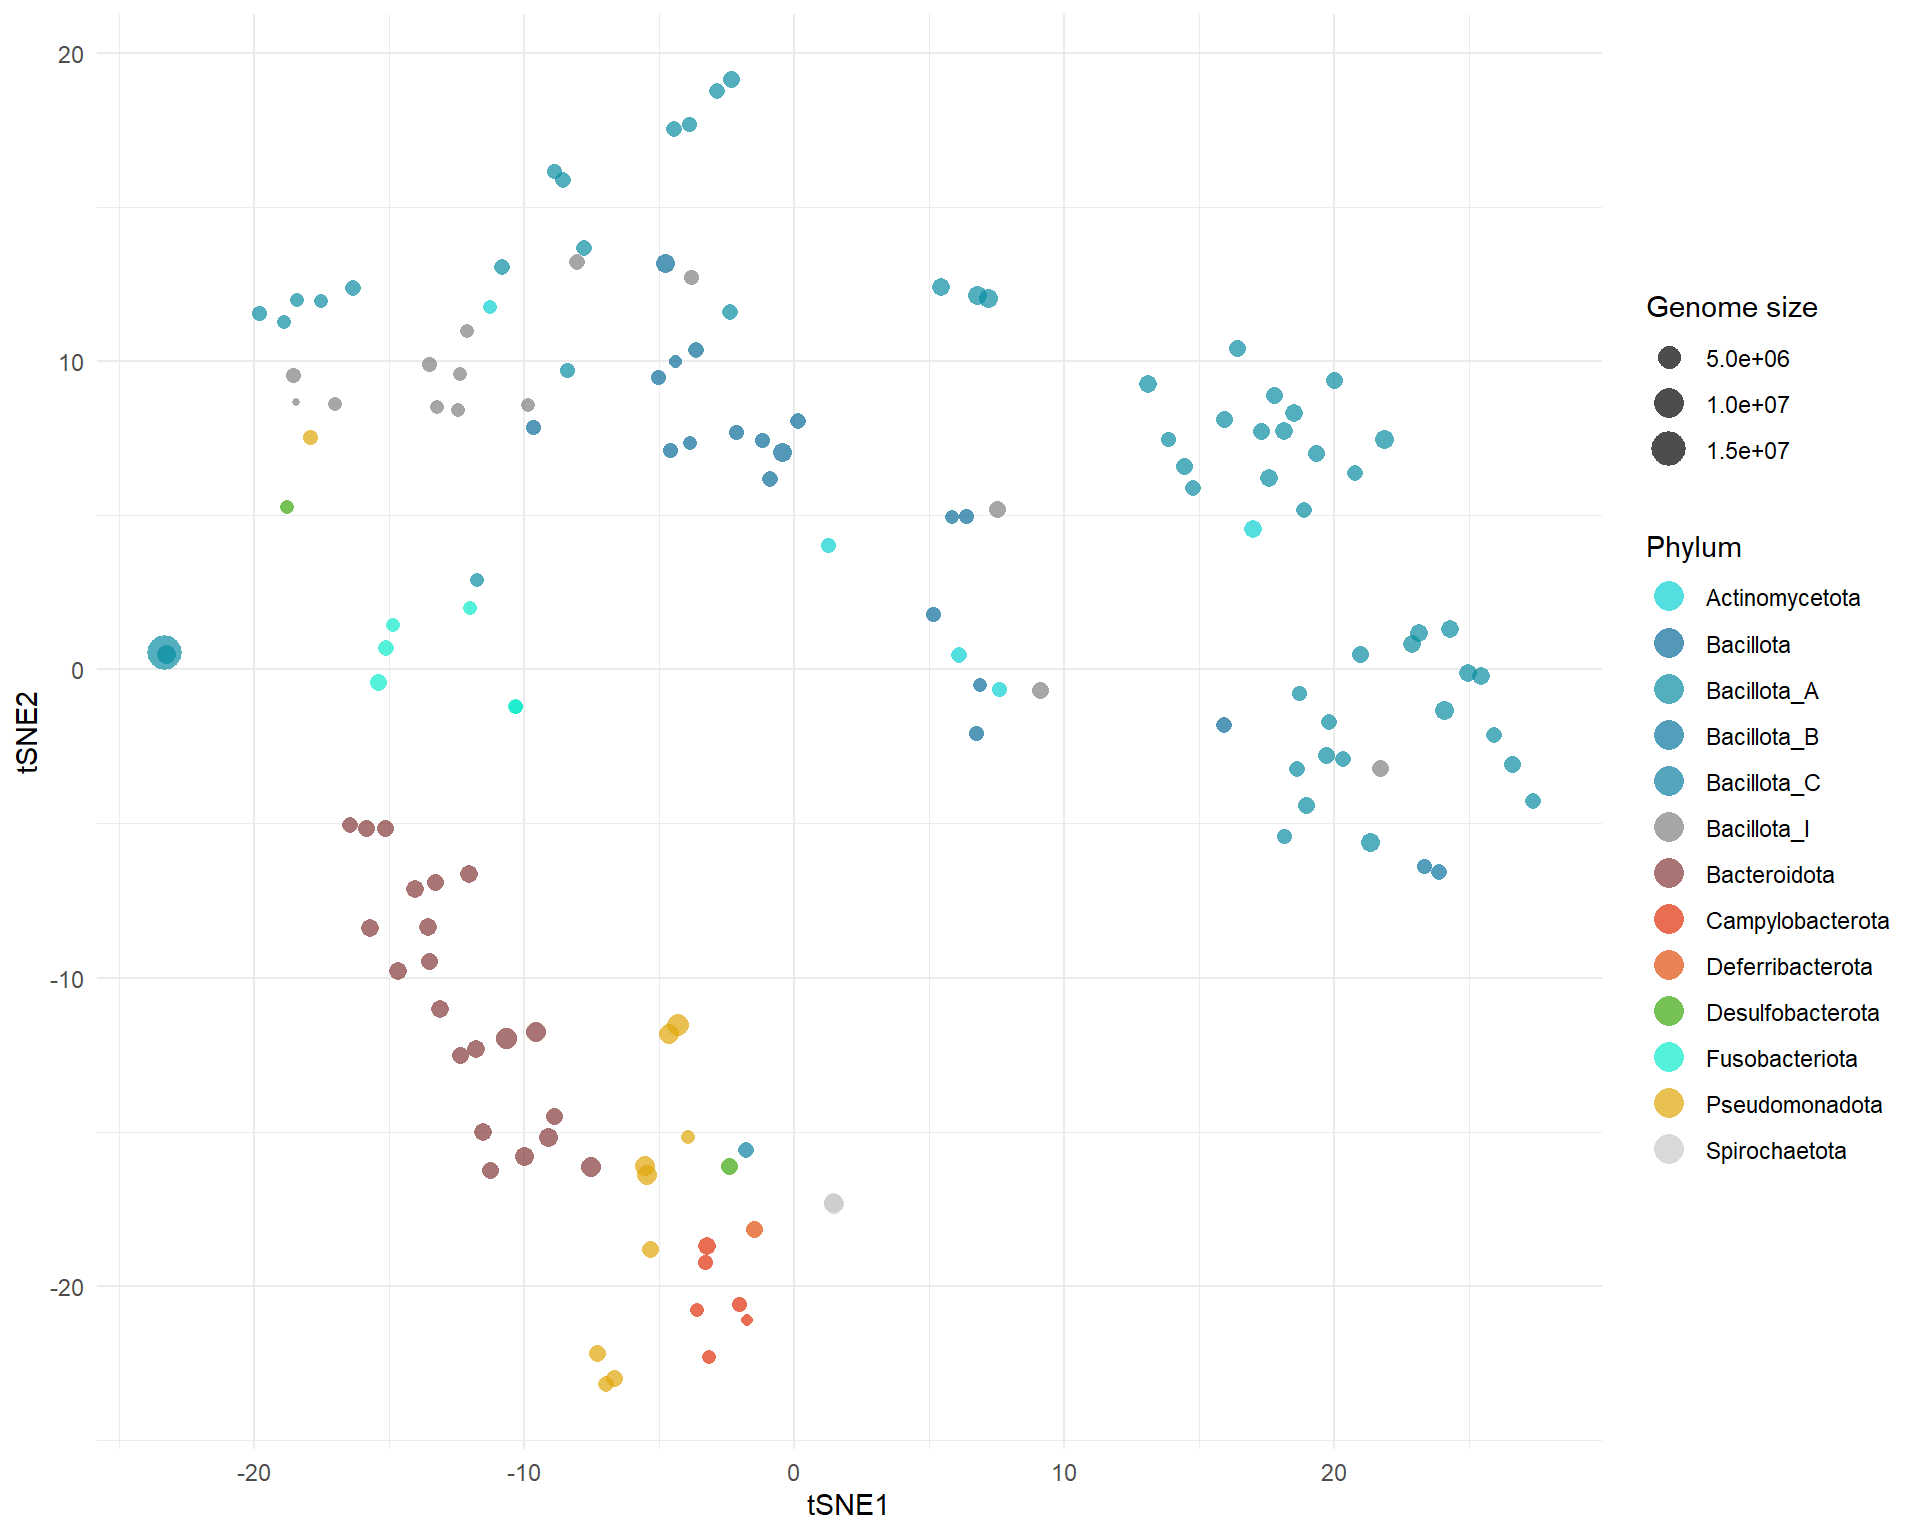 20
10
0
-10
-20
tSNE2
-20
-10
0
10
20
tSNE1
Genome size
5.0e+06
1.0e+07
1.5e+07
Phylum
Actinomycetota
Bacillota
Bacillota_A
Bacillota_B
Bacillota_C
Bacillota_I
Bacteroidota
Campylobacterota
Deferribacterota
Desulfobacterota
Fusobacteriota
Pseudomonadota
Spirochaetota